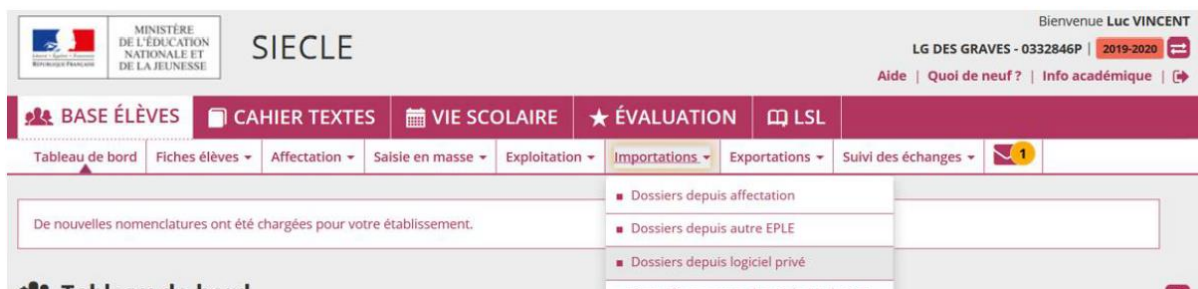 MINISTÈRE
DE L'ÉDUCATION
NATIONALE ET
DE LA JEUNESSE
SIECLE
Bienvenue Luc VINCENT
LG DES GRAVES - 0332846P | 2019-2020
Aide | Quoi de neuf ? | Info académique |
BASE ÉLÈVES CAHIER TEXTES VIE SCOLAIRE ÉVALUATION LSL
Tableau de bord Fiches élèves Affectation Saisie en masse Exploitation Importations Exportations Suivi des échanges 1
Dossiers depuis affectation
De nouvelles nomenclatures ont été chargées pour votre établissement.
Dossiers depuis autre EPLE
Dossiers depuis logiciel privé
Tableau de bord